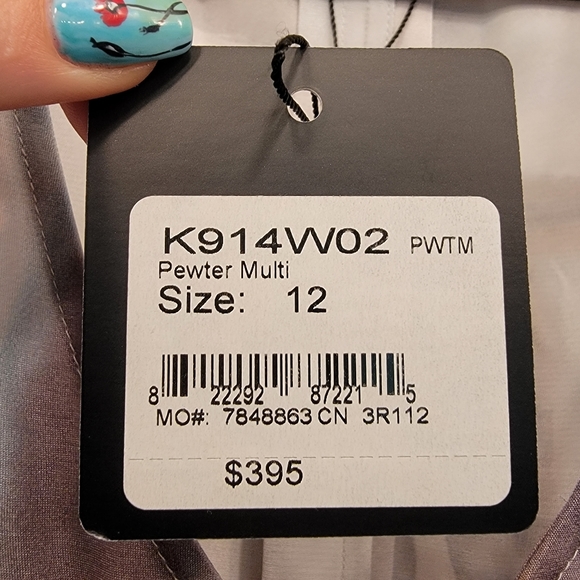 K914W02 PWTM
Pewter Multi
Size: 12
8 22292 87221 5
MO#: 7848863 CN 3R112
$395